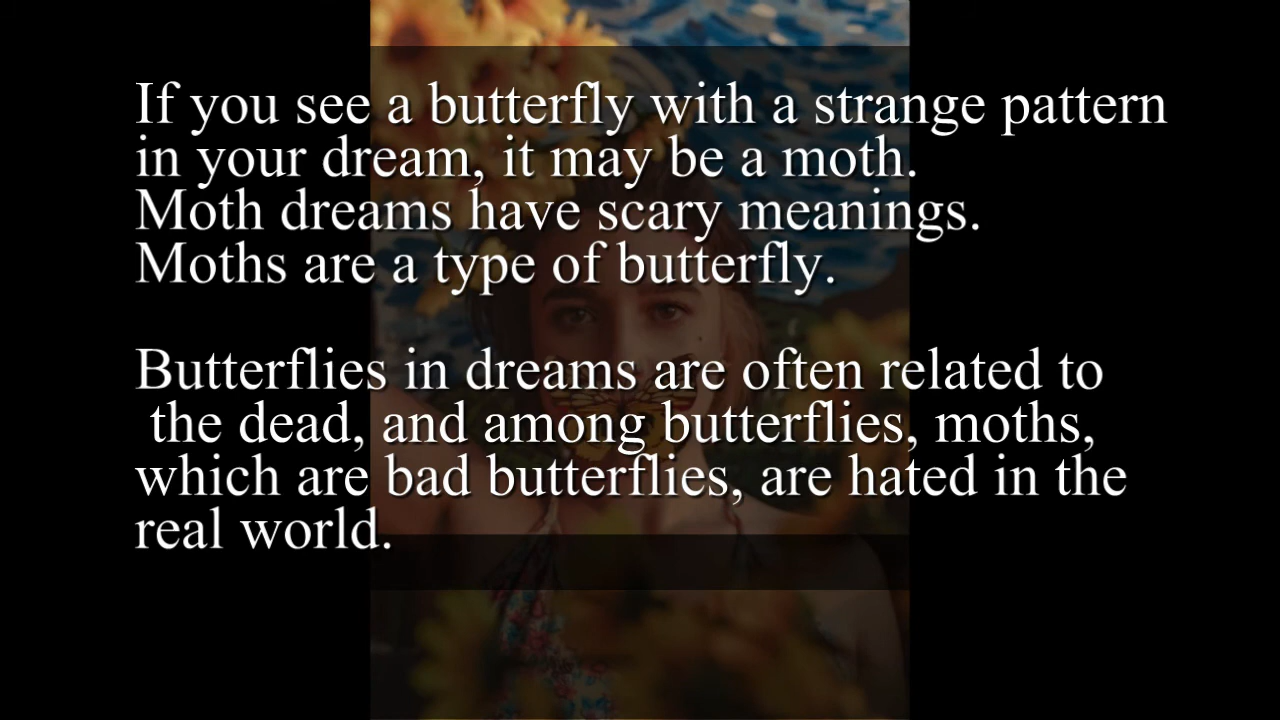 If you see a butterfly with a strange pattern
in your dream, it may be a moth.
Moth dreams have scary meanings.
Moths are a type of butterfly.
Butterflies in dreams are often related to
the dead, and among butterflies, moths,
which are bad butterflies, are hated in the
real world.